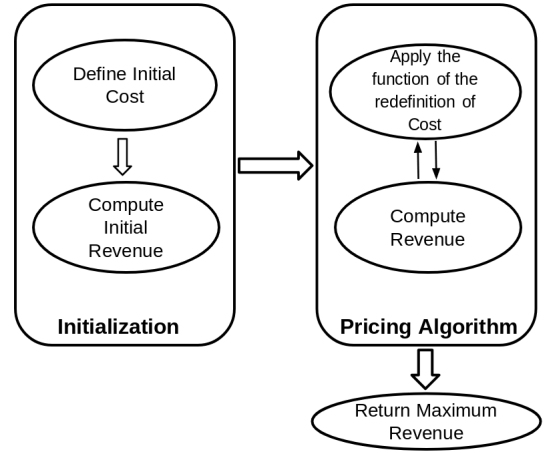 Define Initial
Cost
Compute
Initial
Revenue
Initialization
Apply the
function of the
redefinition of
Cost
Compute
Revenue
Pricing Algorithm
Return Maximum
Revenue